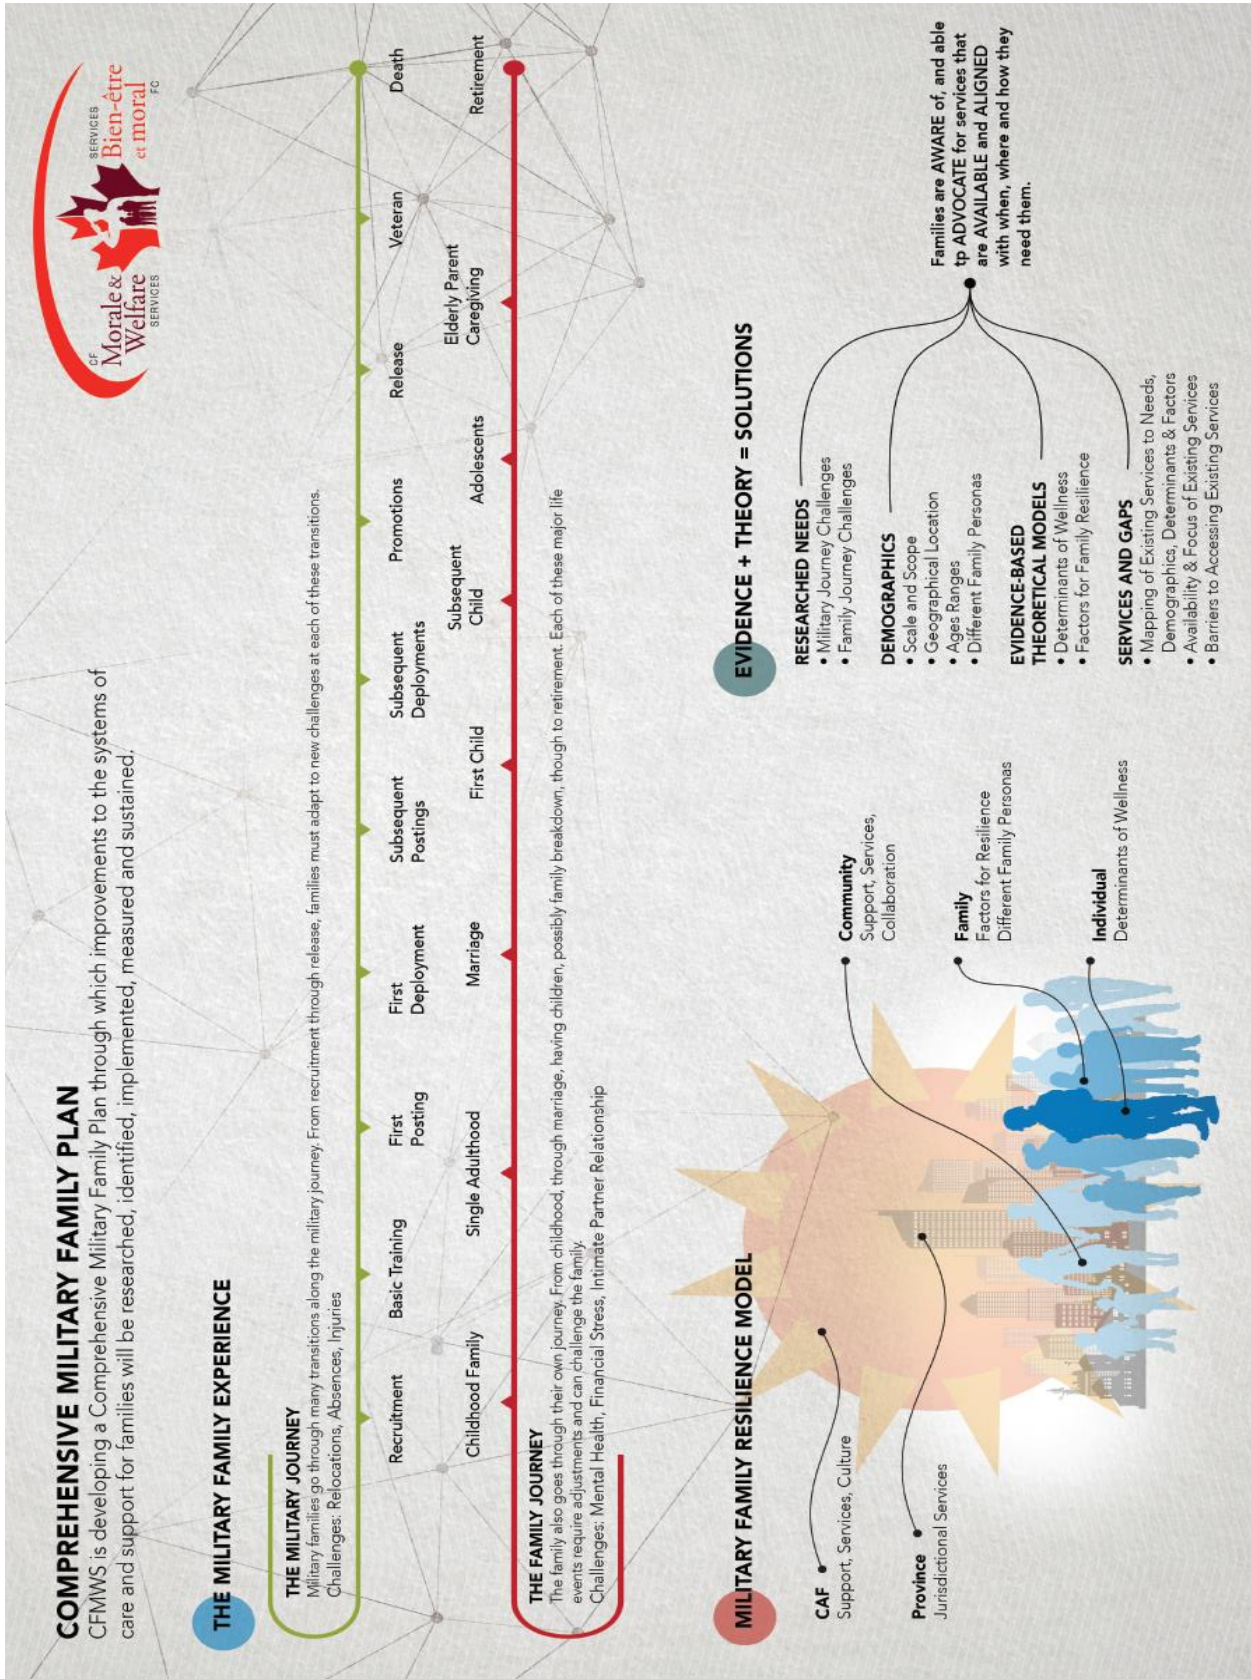 COMPREHENSIVE MILITARY FAMILY PLAN
CFMWS is developing a Comprehensive Military Family Plan through which improvements to the systems of
care and support for families will be researched, identified, implemented, measured and sustained.
CF
Morale &
Welfare
SERVICES
SERVICES
Bien-être
et moral
FC
THE MILITARY FAMILY EXPERIENCE
THE MILITARY JOURNEY
Military families go through many transitions along the military journey. From recruitment through release, families must adapt to new challenges at each of these transitions.
Challenges: Relocations, Absences, Injuries
Recruitment
Basic Training
First
Posting
First
Deployment
Subsequent
Postings
Subsequent
Deployments
Promotions
Release
Veteran
Death
Childhood Family
Single Adulthood
Marriage
First Child
Subsequent
Child
Adolescents
Elderly Parent
Caregiving
Retirement
THE FAMILY JOURNEY
The family also goes through their own journey. From childhood, through marriage, having children, possibly family breakdown, though to retirement. Each of these major life
events require adjustments and can challenge the family.
Challenges: Mental Health, Financial Stress, Intimate Partner Relationship
MILITARY FAMILY RESILIENCE MODEL
CAF
Support, Services, Culture
Province
Jurisdictional Services
Community
Support, Services,
Collaboration
Family
Factors for Resilience
Different Family Personas
Individual
Determinants of Wellness
EVIDENCE + THEORY = SOLUTIONS
RESEARCHED NEEDS
• Military Journey Challenges
• Family Journey Challenges
DEMOGRAPHICS
• Scale and Scope
• Geographical Location
• Ages Ranges
• Different Family Personas
EVIDENCE-BASED
THEORETICAL MODELS
• Determinants of Wellness
• Factors for Family Resilience
SERVICES AND GAPS
• Mapping of Existing Services to Needs,
Demographics, Determinants & Factors
• Availability & Focus of Existing Services
• Barriers to Accessing Existing Services
Families are AWARE of, and able
tp ADVOCATE for services that
are AVAILABLE and ALIGNED
with when, where and how they
need them.